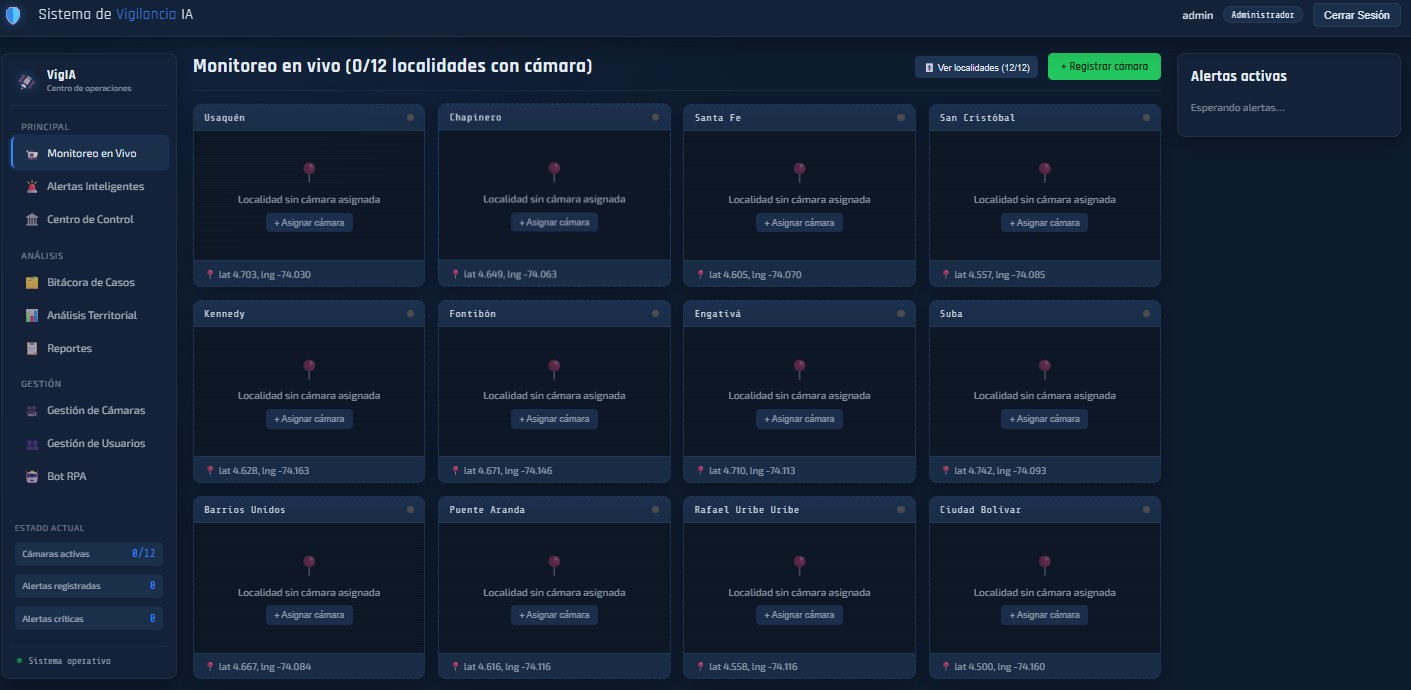 Sistema de Vigilancia IA
admin
Administrador
Cerrar Sesión
VigIA
Centro de operaciones
PRINCIPAL
Monitoreo en Vivo
Alertas Inteligentes
Centro de Control
ANÁLISIS
Bitácora de Casos
Análisis Territorial
Reportes
GESTIÓN
Gestión de Cámaras
Gestión de Usuarios
Bot RPA
ESTADO ACTUAL
Cámaras activas 0/12
Alertas registradas 0
Alertas críticas 0
Sistema operativo
Monitoreo en vivo (0/12 localidades con cámara)
Ver localidades (12/12)
+ Registrar cámara
Usaquén
Localidad sin cámara asignada
+ Asignar cámara
lat 4.703, lng -74.030
Chapinero
Localidad sin cámara asignada
+ Asignar cámara
lat 4.649, lng -74.063
Santa Fe
Localidad sin cámara asignada
+ Asignar cámara
lat 4.605, lng -74.070
San Cristóbal
Localidad sin cámara asignada
+ Asignar cámara
lat 4.557, lng -74.085
Kennedy
Localidad sin cámara asignada
+ Asignar cámara
lat 4.628, lng -74.163
Fontibón
Localidad sin cámara asignada
+ Asignar cámara
lat 4.671, lng -74.146
Engativá
Localidad sin cámara asignada
+ Asignar cámara
lat 4.710, lng -74.113
Suba
Localidad sin cámara asignada
+ Asignar cámara
lat 4.742, lng -74.093
Barrios Unidos
Localidad sin cámara asignada
+ Asignar cámara
lat 4.667, lng -74.084
Puente Aranda
Localidad sin cámara asignada
+ Asignar cámara
lat 4.616, lng -74.116
Rafael Uribe Uribe
Localidad sin cámara asignada
+ Asignar cámara
lat 4.558, lng -74.116
Ciudad Bolívar
Localidad sin cámara asignada
+ Asignar cámara
lat 4.500, lng -74.160
Alertas activas
Esperando alertas...